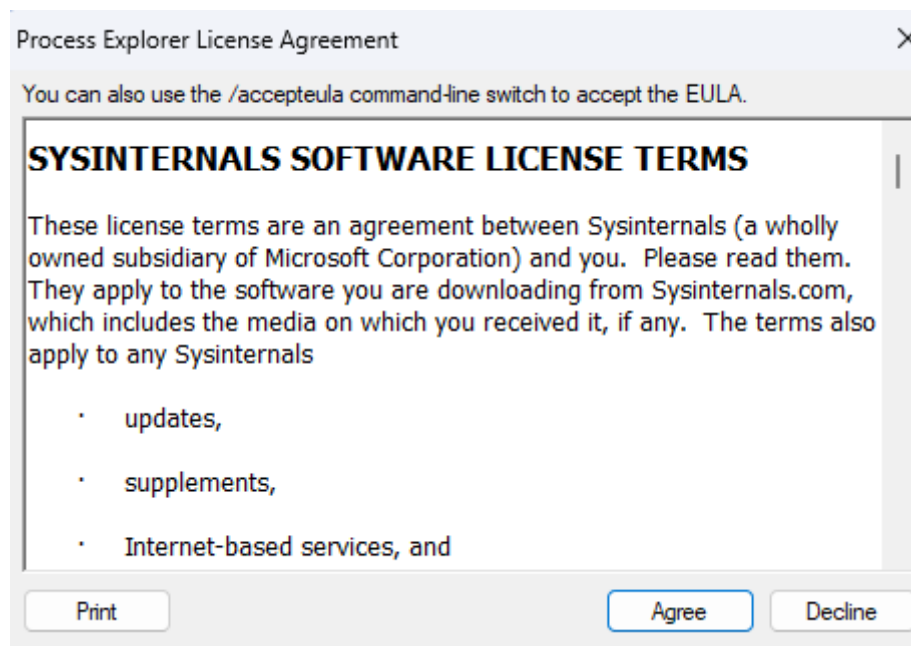 Process Explorer License Agreement
You can also use the /accepteula command-line switch to accept the EULA.
SYSINTERNALS SOFTWARE LICENSE TERMS
These license terms are an agreement between Sysinternals (a wholly
owned subsidiary of Microsoft Corporation) and you.  Please read them.
They apply to the software you are downloading from Sysinternals.com,
which includes the media on which you received it, if any.  The terms also
apply to any Sysinternals
· updates,
· supplements,
· Internet-based services, and
Print Agree Decline